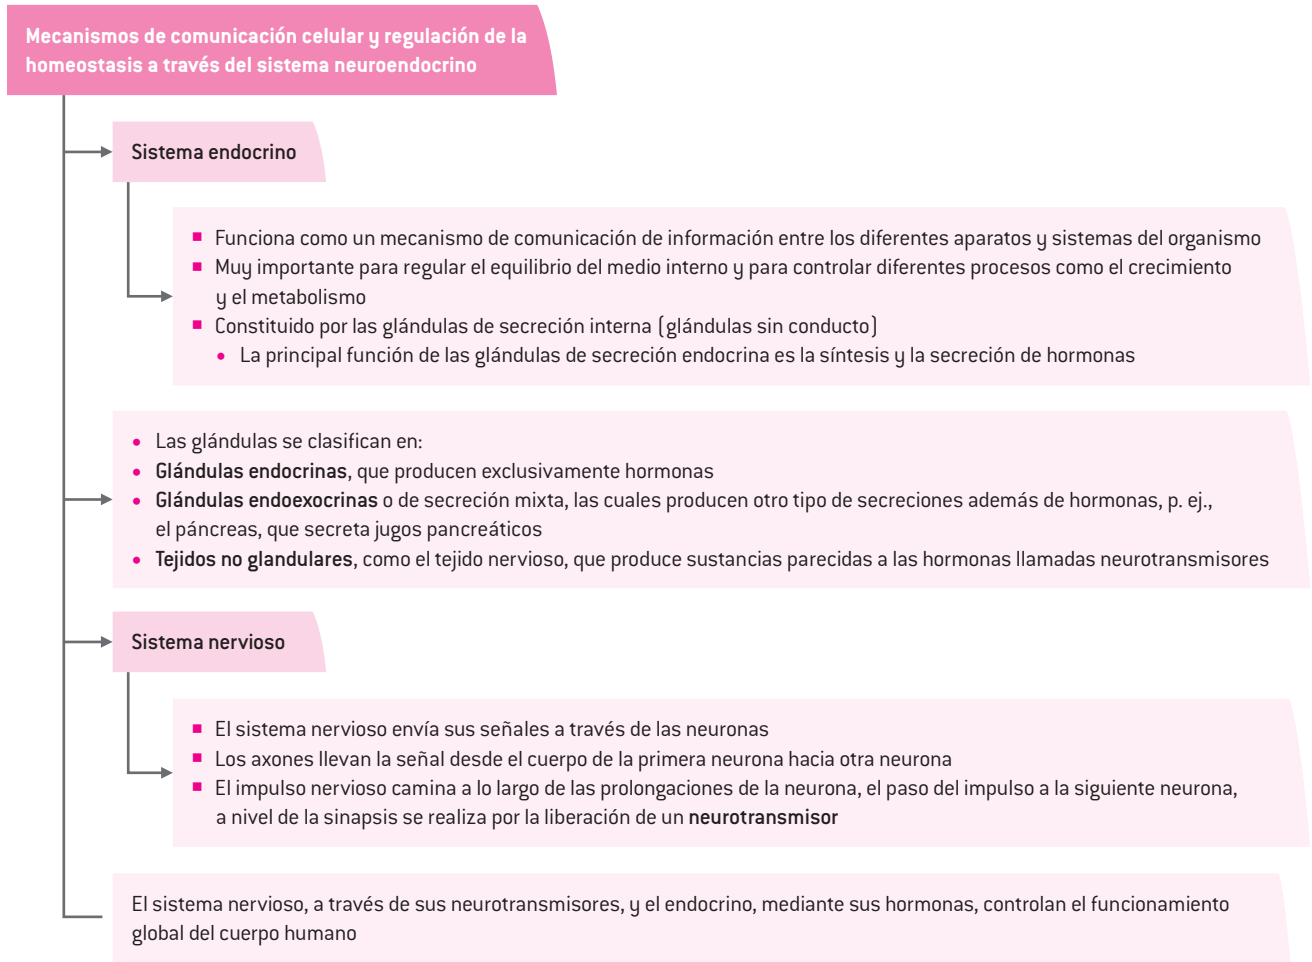 Mecanismos de comunicación celular y regulación de la
homeostasis a través del sistema neuroendocrino
Sistema endocrino
Funciona como un mecanismo de comunicación de información entre los diferentes aparatos y sistemas del organismo
Muy importante para regular el equilibrio del medio interno y para controlar diferentes procesos como el crecimiento
y el metabolismo
Constituido por las glándulas de secreción interna (glándulas sin conducto)
La principal función de las glándulas de secreción endocrina es la síntesis y la secreción de hormonas
Las glándulas se clasifican en:
Glándulas endocrinas, que producen exclusivamente hormonas
Glándulas endoexocrinas o de secreción mixta, las cuales producen otro tipo de secreciones además de hormonas, p. ej.,
el páncreas, que secreta jugos pancreáticos
Tejidos no glandulares, como el tejido nervioso, que produce sustancias parecidas a las hormonas llamadas neurotransmisores
Sistema nervioso
El sistema nervioso envía sus señales a través de las neuronas
Los axones llevan la señal desde el cuerpo de la primera neurona hacia otra neurona
El impulso nervioso camina a lo largo de las prolongaciones de la neurona, el paso del impulso a la siguiente neurona,
a nivel de la sinapsis se realiza por la liberación de un neurotransmisor
El sistema nervioso, a través de sus neurotransmisores, y el endocrino, mediante sus hormonas, controlan el funcionamiento
global del cuerpo humano